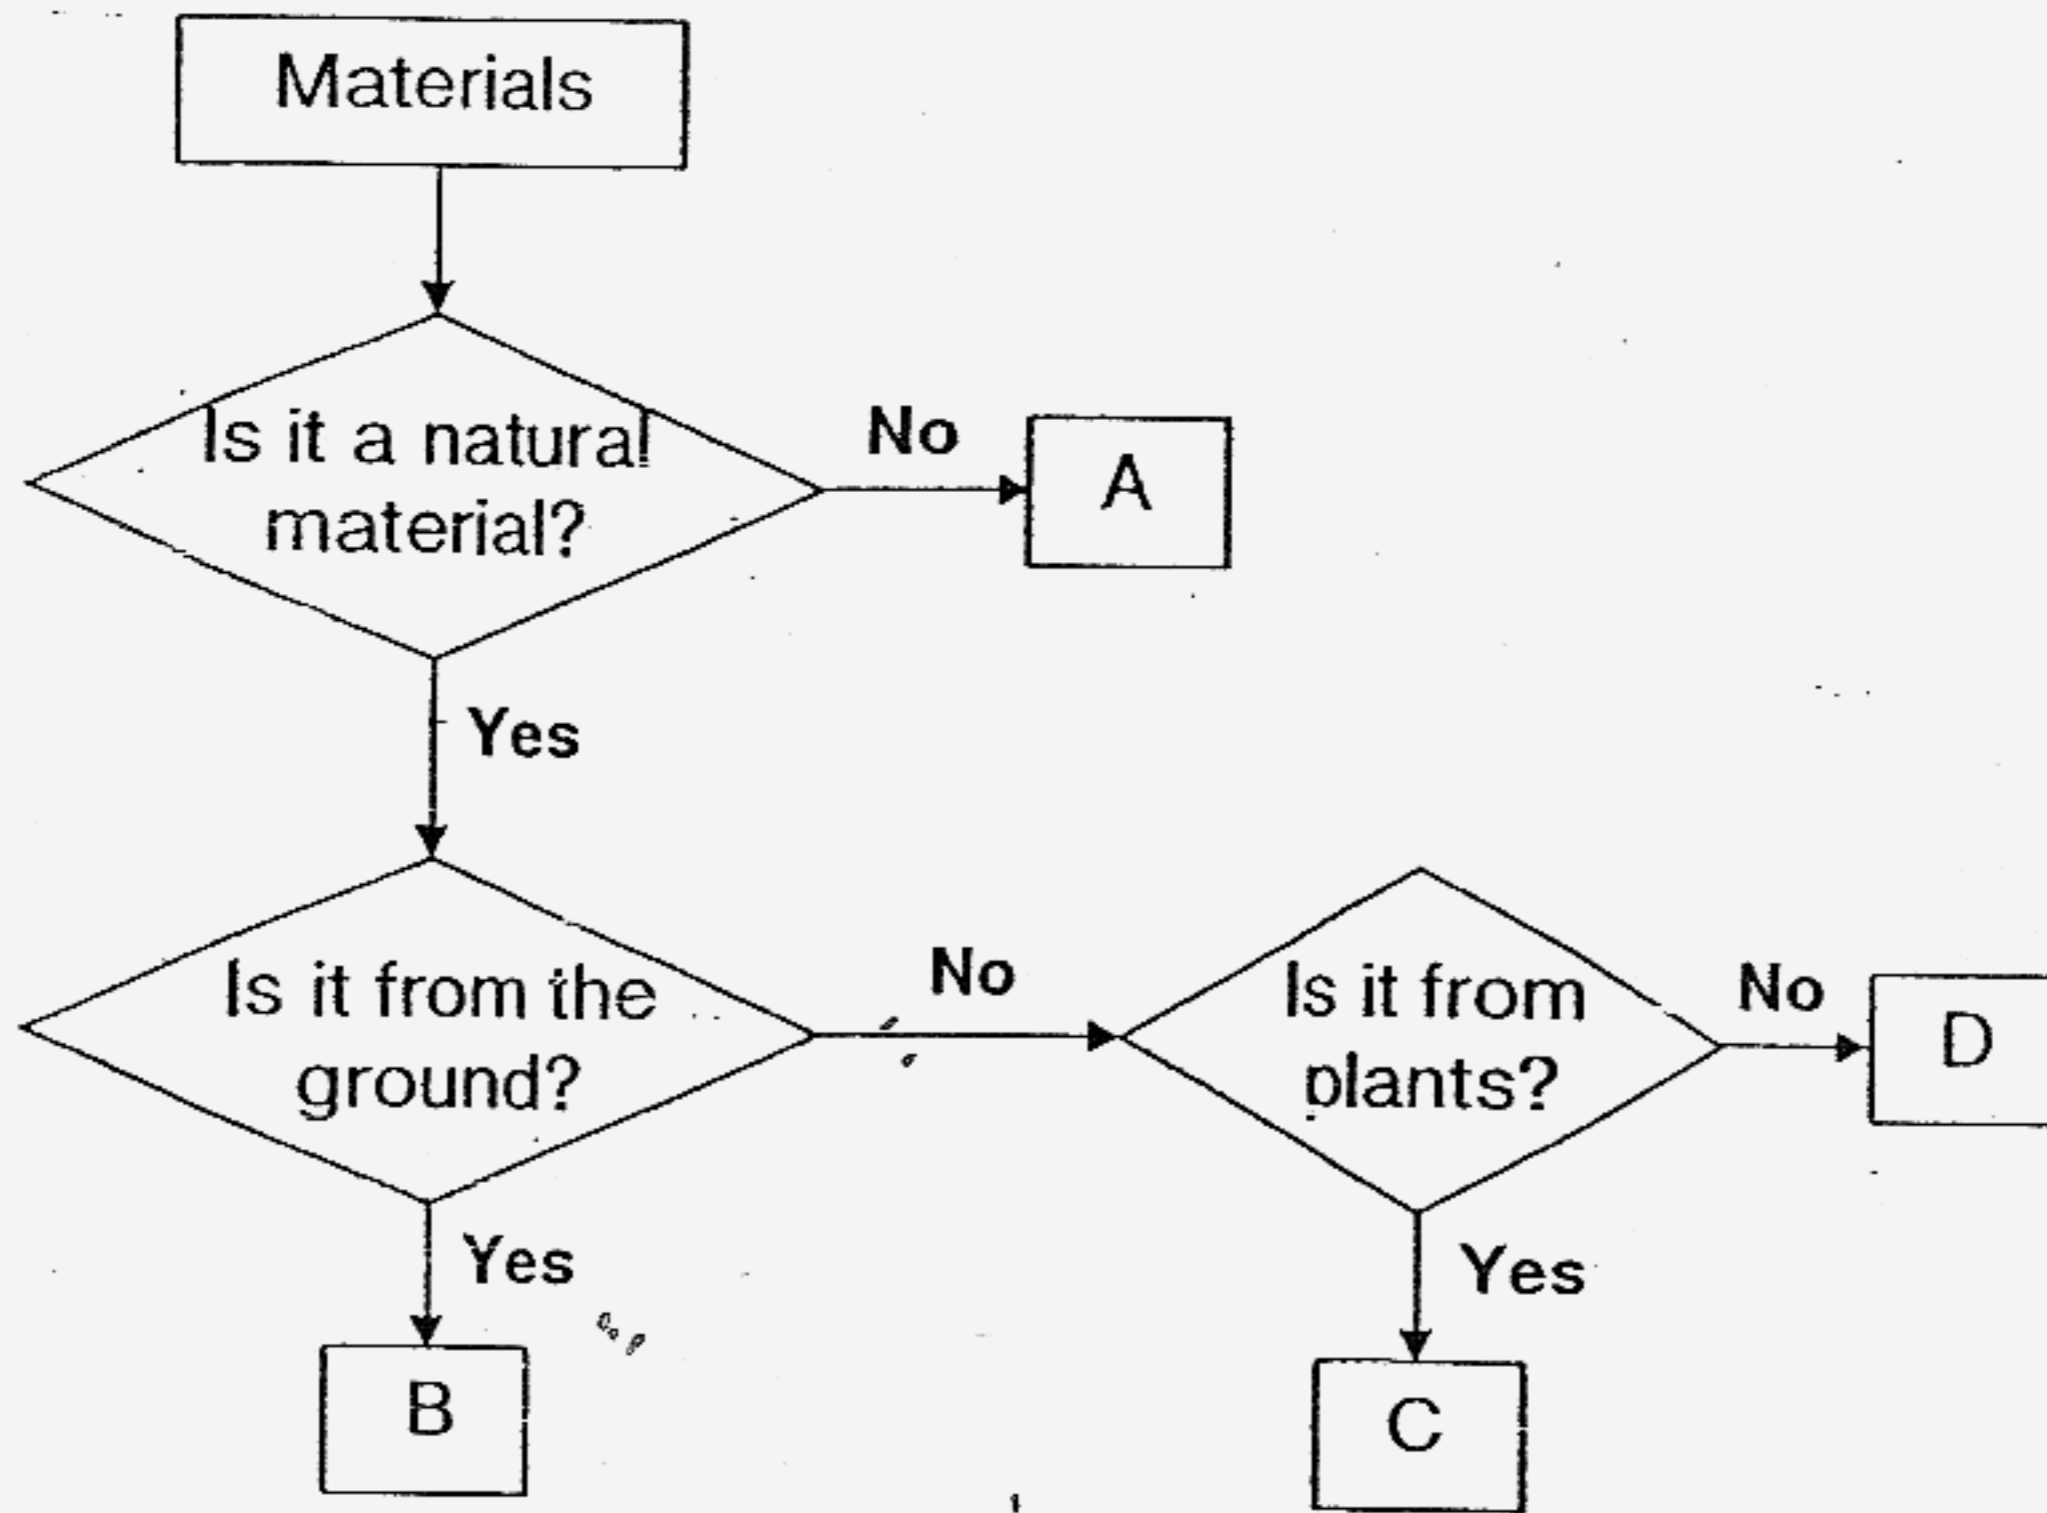 Materials
Is it a natural
material?
No
A
Yes
Is it from the
ground?
No
Is it from
plants?
No
D
Yes
B
Yes
C